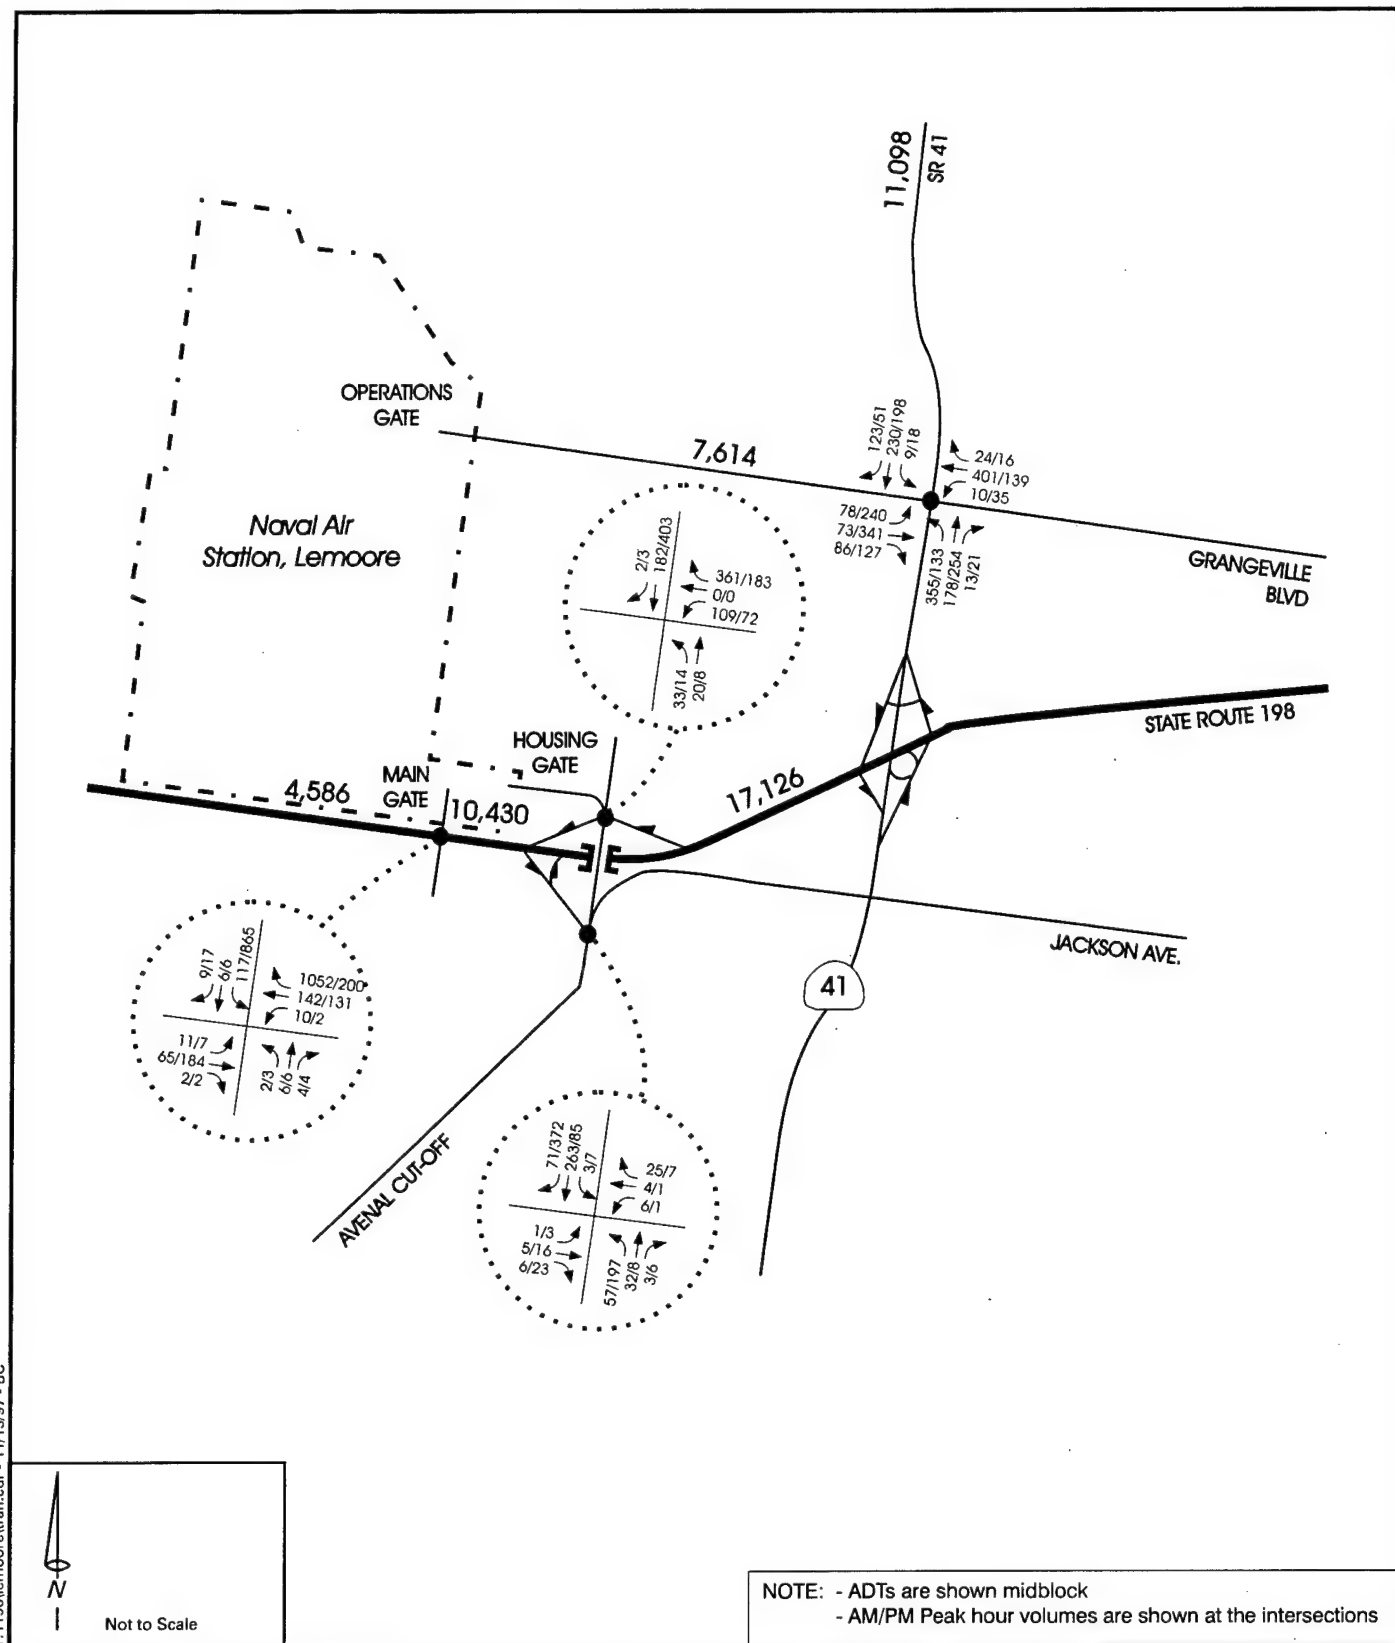 11,098
SR 41
OPERATIONS
GATE
7,614
123/51
230/198
9/18
24/16
401/139
10/35
78/240
73/341
86/127
355/133
178/254
13/21
GRANGEVILLE
BLVD
Naval Air
Station, Lemoore
2/3
182/403
361/183
0/0
109/72
33/14
20/8
STATE ROUTE 198
HOUSING
GATE
MAIN
GATE
4,586
10,430
17,126
JACKSON AVE.
41
9/17
6/6
117/865
1052/200
142/131
10/2
11/7
65/184
2/2
2/3
6/6
4/4
AVENAL CUT-OFF
71/372
263/85
3/7
25/7
4/1
6/1
1/3
5/16
6/23
57/197
32/8
3/6
N
Not to Scale
NOTE: - ADTs are shown midblock
- AM/PM Peak hour volumes are shown at the intersections